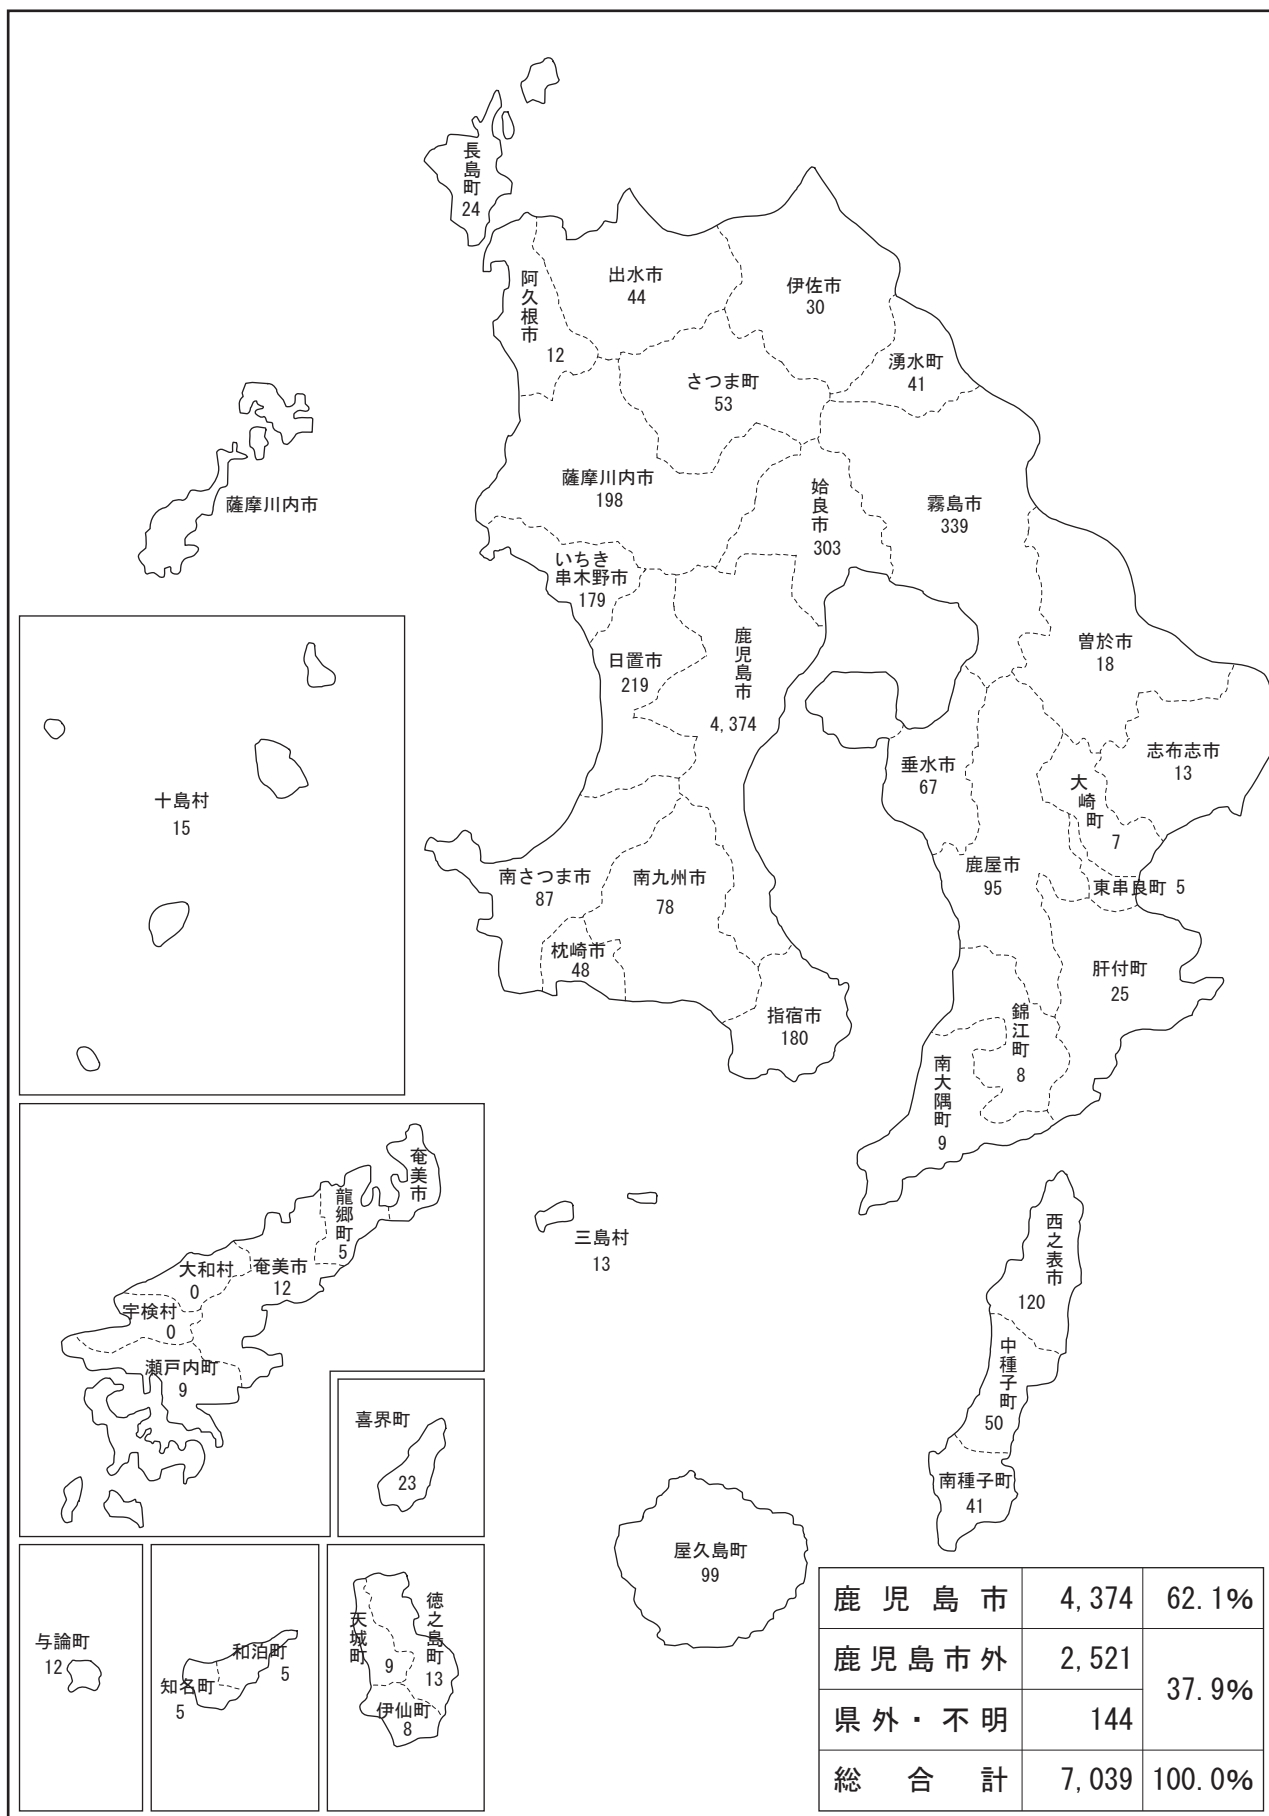 長島町
24
阿久根市
12
出水市
44
伊佐市
30
湧水町
41
さつま町
53
薩摩川内市
198
薩摩川内市
姶良市
303
霧島市
339
いちき
串木野市
179
日置市
219
鹿児島市
4,374
曽於市
18
志布志市
13
垂水市
67
大崎町
7
鹿屋市
95
東串良町 5
南さつま市
87
南九州市
78
枕崎市
48
指宿市
180
肝付町
25
錦江町
8
南大隅町
9
十島村
15
三島村
13
西之表市
120
中種子町
50
南種子町
41
屋久島町
99
奄美市
龍郷町
5
奄美市
12
大和村
0
宇検村
0
瀬戸内町
9
喜界町
23
与論町
12
和泊町
5
知名町
5
天城町
9
徳之島町
13
伊仙町
8
鹿児島市 4,374 62.1%
鹿児島市外 2,521
37.9%
県外・不明 144
総合計 7,039 100.0%